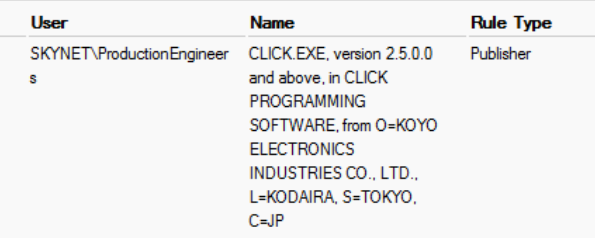 User Name Rule Type
SKYNET\ProductionEngineer CLICK.EXE, version 2.5.0.0 Publisher
s and above, in CLICK
PROGRAMMING
SOFTWARE, from O=KOYO
ELECTRONICS
INDUSTRIES CO., LTD.,
L=KODAIRA, S=TOKYO,
C=JP